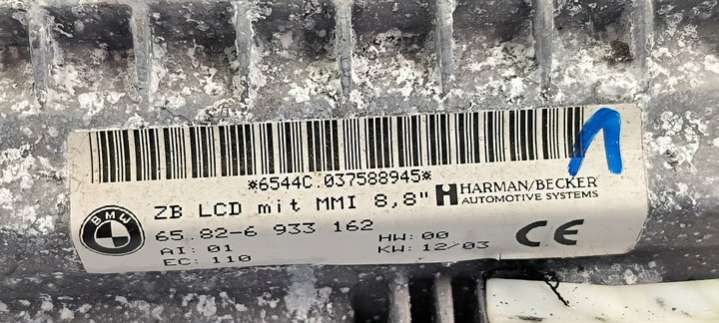 *6544C.037588945*
BMW
ZB LCD mit MMI 8,8"
HARMAN/BECKER
AUTOMOTIVE SYSTEMS
65.82-6 933 162
AI: 01
HW: 00
EC: 110
KW: 12/03
CE
1